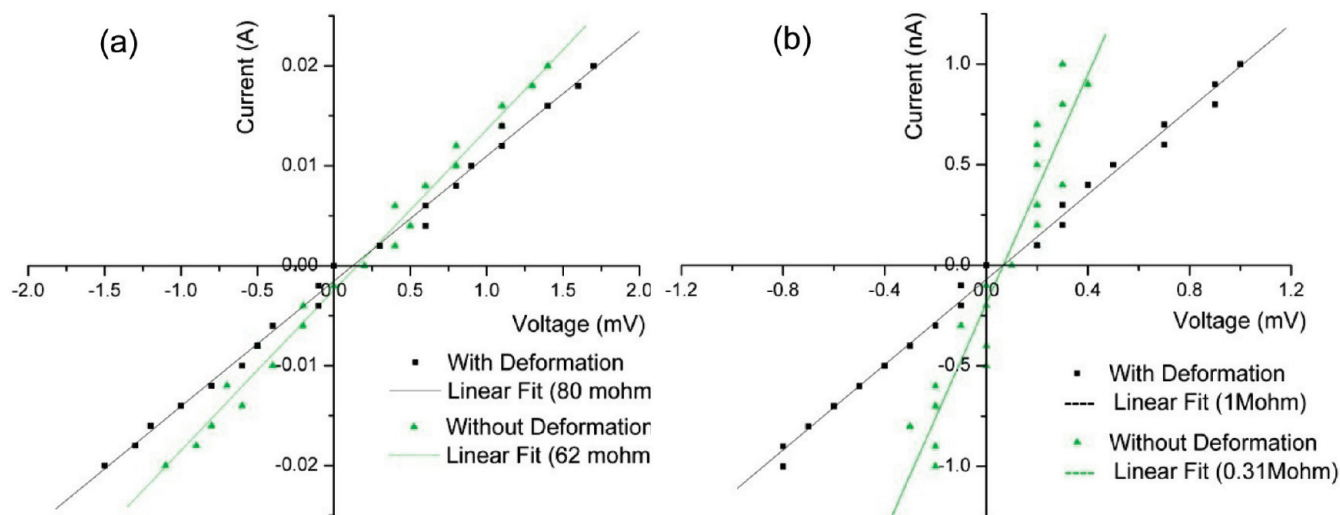 (a)
Current (A)
0.02
0.01
0.00
-2.0 -1.5 -1.0 -0.5 0.0 0.5 1.0 1.5 2.0
Voltage (mV)
-0.01
-0.02
With Deformation
Linear Fit (80 mohm
Without Deformation
Linear Fit (62 mohm
(b)
Current (nA)
1.0
0.5
0.0
-1.2 -0.8 -0.4 0.0 0.4 0.8 1.2
Voltage (mV)
-0.5
-1.0
With Deformation
Linear Fit (1Mohm)
Without Deformation
Linear Fit (0.31Mohm)